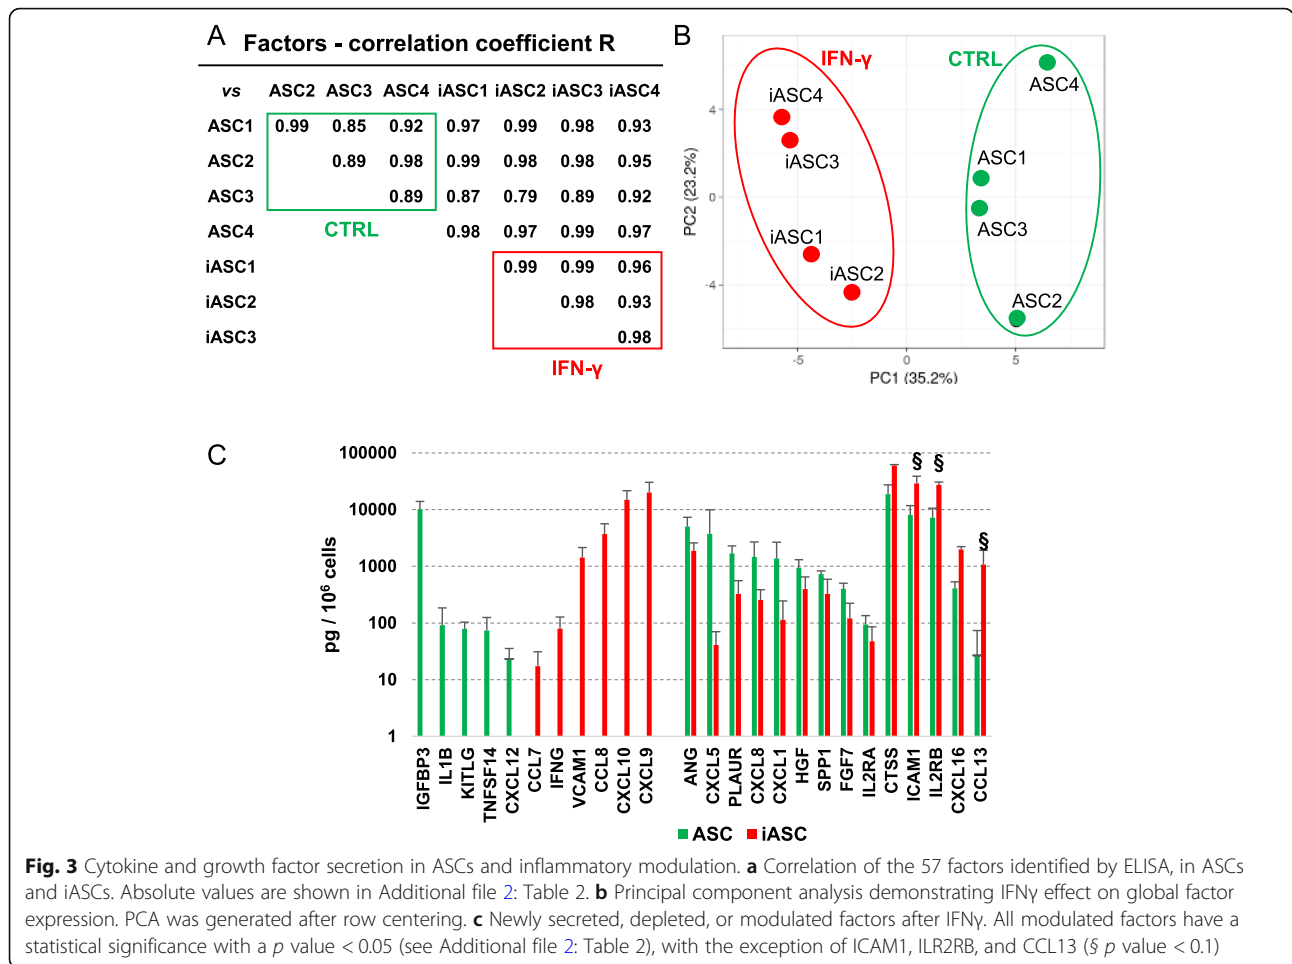 A Factors - correlation coefficient R
vs ASC2 ASC3 ASC4 iASC1 iASC2 iASC3 iASC4
ASC1 0.99 0.85 0.92 0.97 0.99 0.98 0.93
ASC2 0.89 0.98 0.99 0.98 0.98 0.95
ASC3 0.89 0.87 0.79 0.89 0.92
CTRL
ASC4 0.98 0.97 0.99 0.97
iASC1 0.99 0.99 0.96
iASC2 0.98 0.93
iASC3 0.98
IFN-γ
B
IFN-γ
CTRL
ASC4
iASC4
iASC3
ASC1
ASC3
iASC1
iASC2
ASC2
PC2 (23.2%)
4
0
-4
-5 0 5
PC1 (35.2%)
C
pg / 10⁶ cells
100000
10000
1000
100
10
1
§ § §
IGFBP3
IL1B
KITLG
TNFSF14
CXCL12
CCL7
IFNG
VCAM1
CCL8
CXCL10
CXCL9
ANG
CXCL5
PLAUR
CXCL8
CXCL1
HGF
SPP1
FGF7
IL2RA
CTSS
ICAM1
IL2RB
CXCL16
CCL13
ASC iASC
Fig. 3 Cytokine and growth factor secretion in ASCs and inflammatory modulation. a Correlation of the 57 factors identified by ELISA, in ASCs
and iASCs. Absolute values are shown in Additional file 2: Table 2. b Principal component analysis demonstrating IFNγ effect on global factor
expression. PCA was generated after row centering. c Newly secreted, depleted, or modulated factors after IFNγ. All modulated factors have a
statistical significance with a p value < 0.05 (see Additional file 2: Table 2), with the exception of ICAM1, ILR2RB, and CCL13 (§ p value < 0.1)